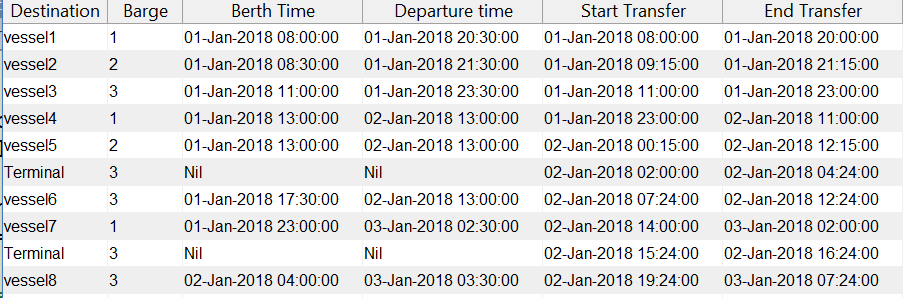 Destination Barge Berth Time Departure time Start Transfer End Transfer
vessel1 1 01-Jan-2018 08:00:00 01-Jan-2018 20:30:00 01-Jan-2018 08:00:00 01-Jan-2018 20:00:00
vessel2 2 01-Jan-2018 08:30:00 01-Jan-2018 21:30:00 01-Jan-2018 09:15:00 01-Jan-2018 21:15:00
vessel3 3 01-Jan-2018 11:00:00 01-Jan-2018 23:30:00 01-Jan-2018 11:00:00 01-Jan-2018 23:00:00
vessel4 1 01-Jan-2018 13:00:00 02-Jan-2018 13:00:00 01-Jan-2018 23:00:00 02-Jan-2018 11:00:00
vessel5 2 01-Jan-2018 13:00:00 02-Jan-2018 13:00:00 02-Jan-2018 00:15:00 02-Jan-2018 12:15:00
Terminal 3 Nil Nil 02-Jan-2018 02:00:00 02-Jan-2018 04:24:00
vessel6 3 01-Jan-2018 17:30:00 02-Jan-2018 13:00:00 02-Jan-2018 07:24:00 02-Jan-2018 12:24:00
vessel7 1 01-Jan-2018 23:00:00 03-Jan-2018 02:30:00 02-Jan-2018 14:00:00 03-Jan-2018 02:00:00
Terminal 3 Nil Nil 02-Jan-2018 15:24:00 02-Jan-2018 16:24:00
vessel8 3 02-Jan-2018 04:00:00 03-Jan-2018 03:30:00 02-Jan-2018 19:24:00 03-Jan-2018 07:24:00